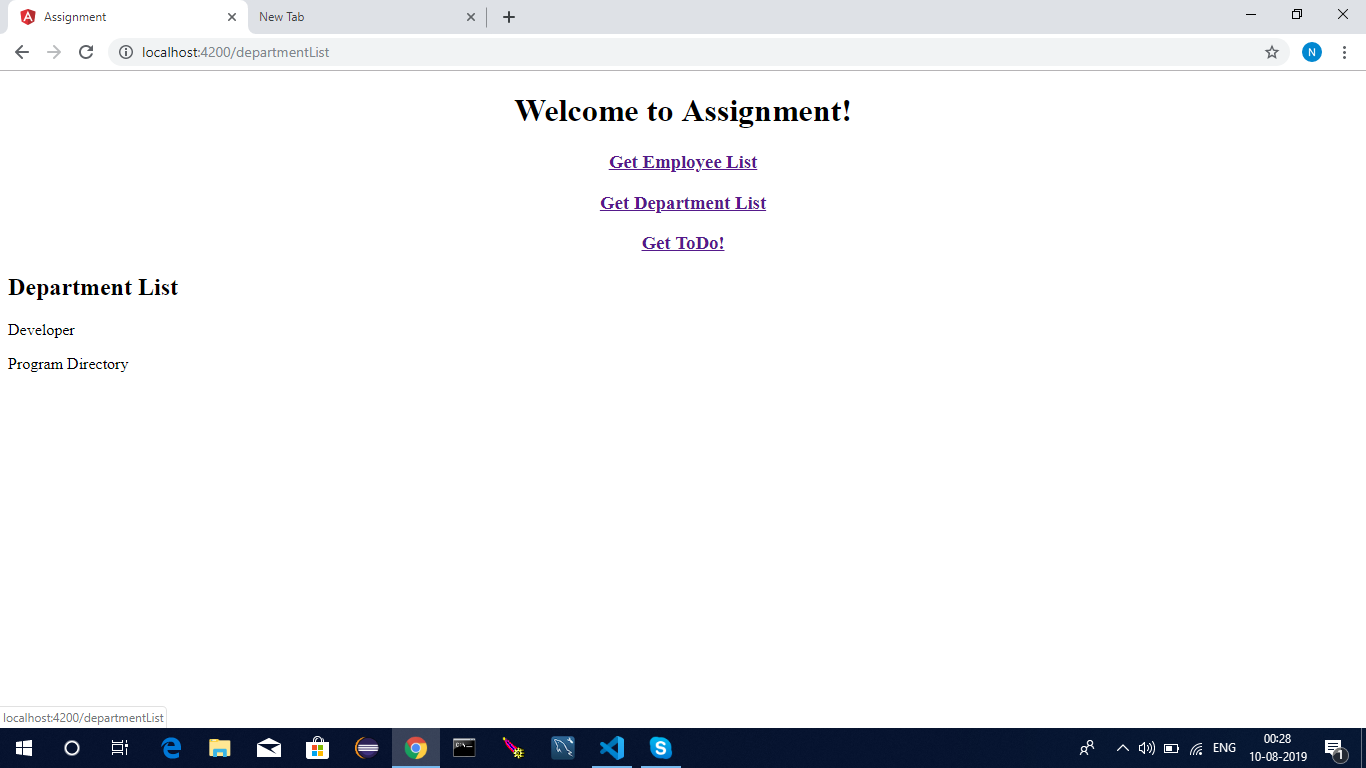 Assignment
New Tab
localhost:4200/departmentList
N
Welcome to Assignment!
Get Employee List
Get Department List
Get ToDo!
Department List
Developer
Program Directory
localhost:4200/departmentList
ENG
00:28
10-08-2019
1